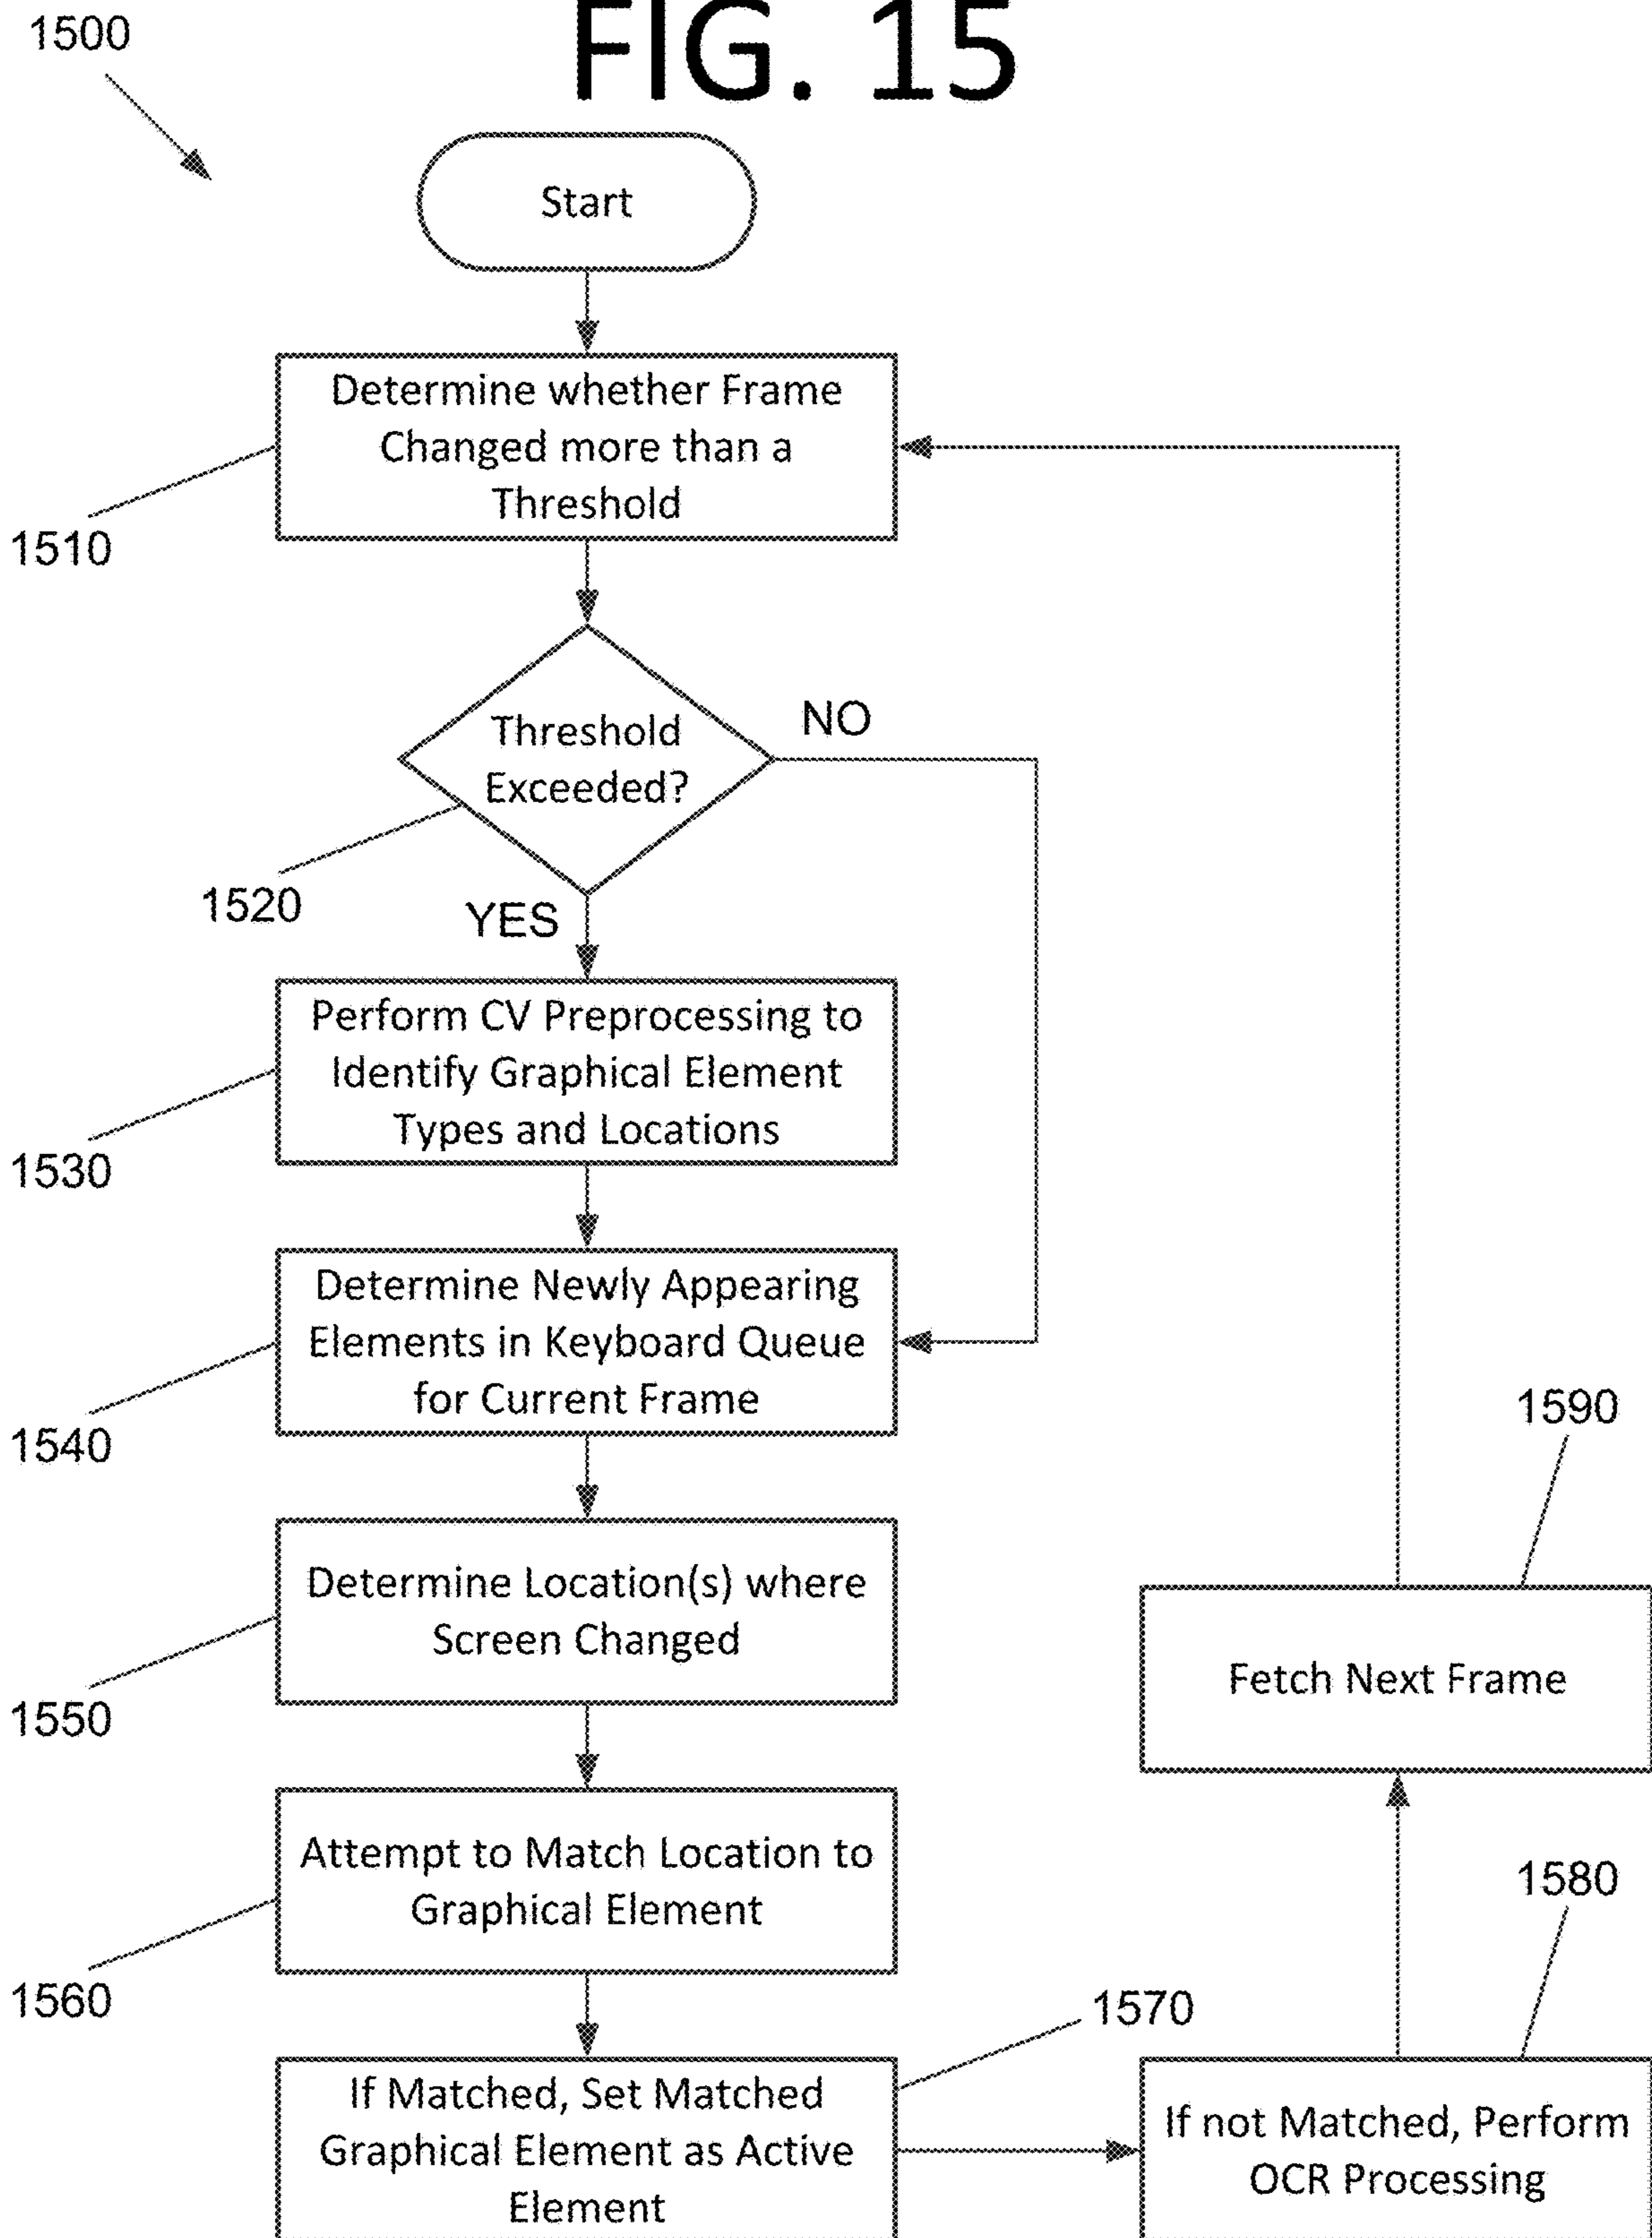 FIG. 15
1500
Start
Determine whether Frame
Changed more than a
Threshold
1510
Threshold
Exceeded?
NO
1520
YES
Perform CV Preprocessing to
Identify Graphical Element
Types and Locations
1530
Determine Newly Appearing
Elements in Keyboard Queue
for Current Frame
1540
Determine Location(s) where
Screen Changed
1550
Attempt to Match Location to
Graphical Element
1560
If Matched, Set Matched
Graphical Element as Active
Element
1570
If not Matched, Perform
OCR Processing
1580
Fetch Next Frame
1590